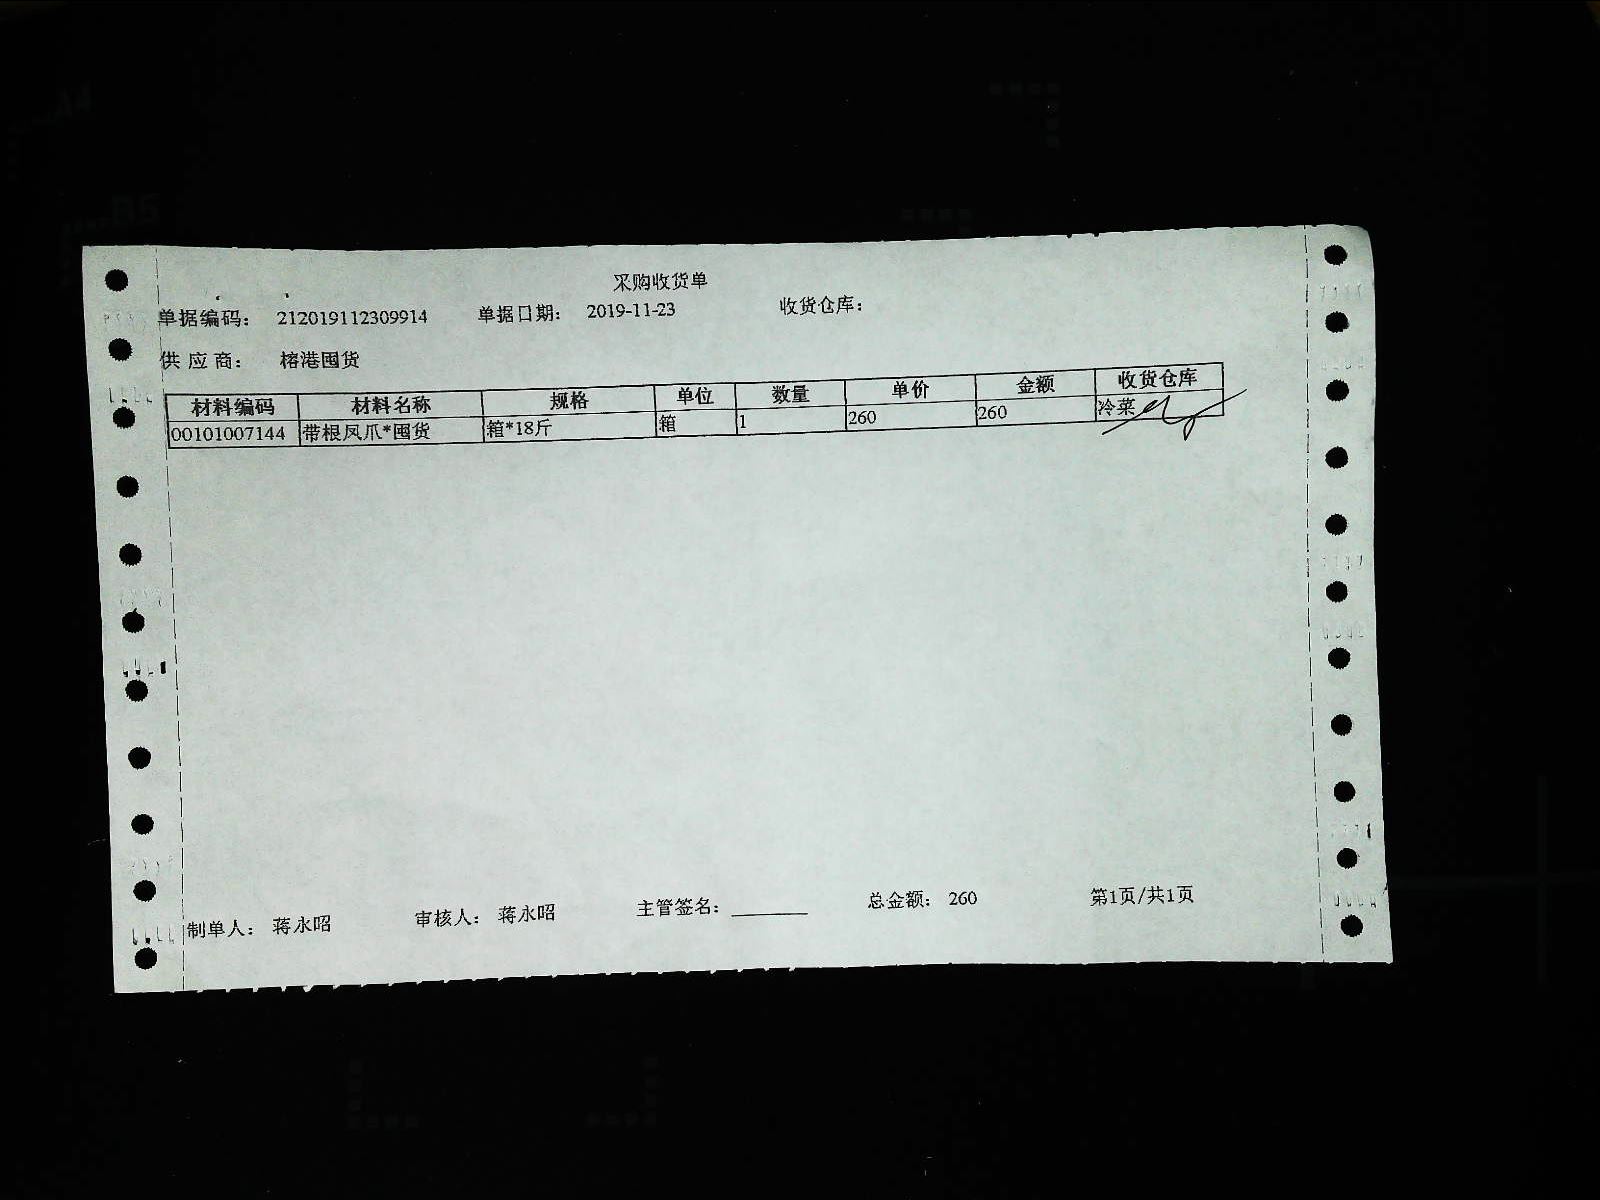 采购收货单
单据编码： 212019112309914 单据日期： 2019-11-23 收货仓库：
供应商： 榕港囤货
材料编码 材料名称 规格 单位 数量 单价 金额 收货仓库
00101007144 带根凤爪*囤货 箱*18斤 箱 1 260 260 冷菜
制单人： 蒋永昭 审核人： 蒋永昭 主管签名：________ 总金额： 260 第1页/共1页